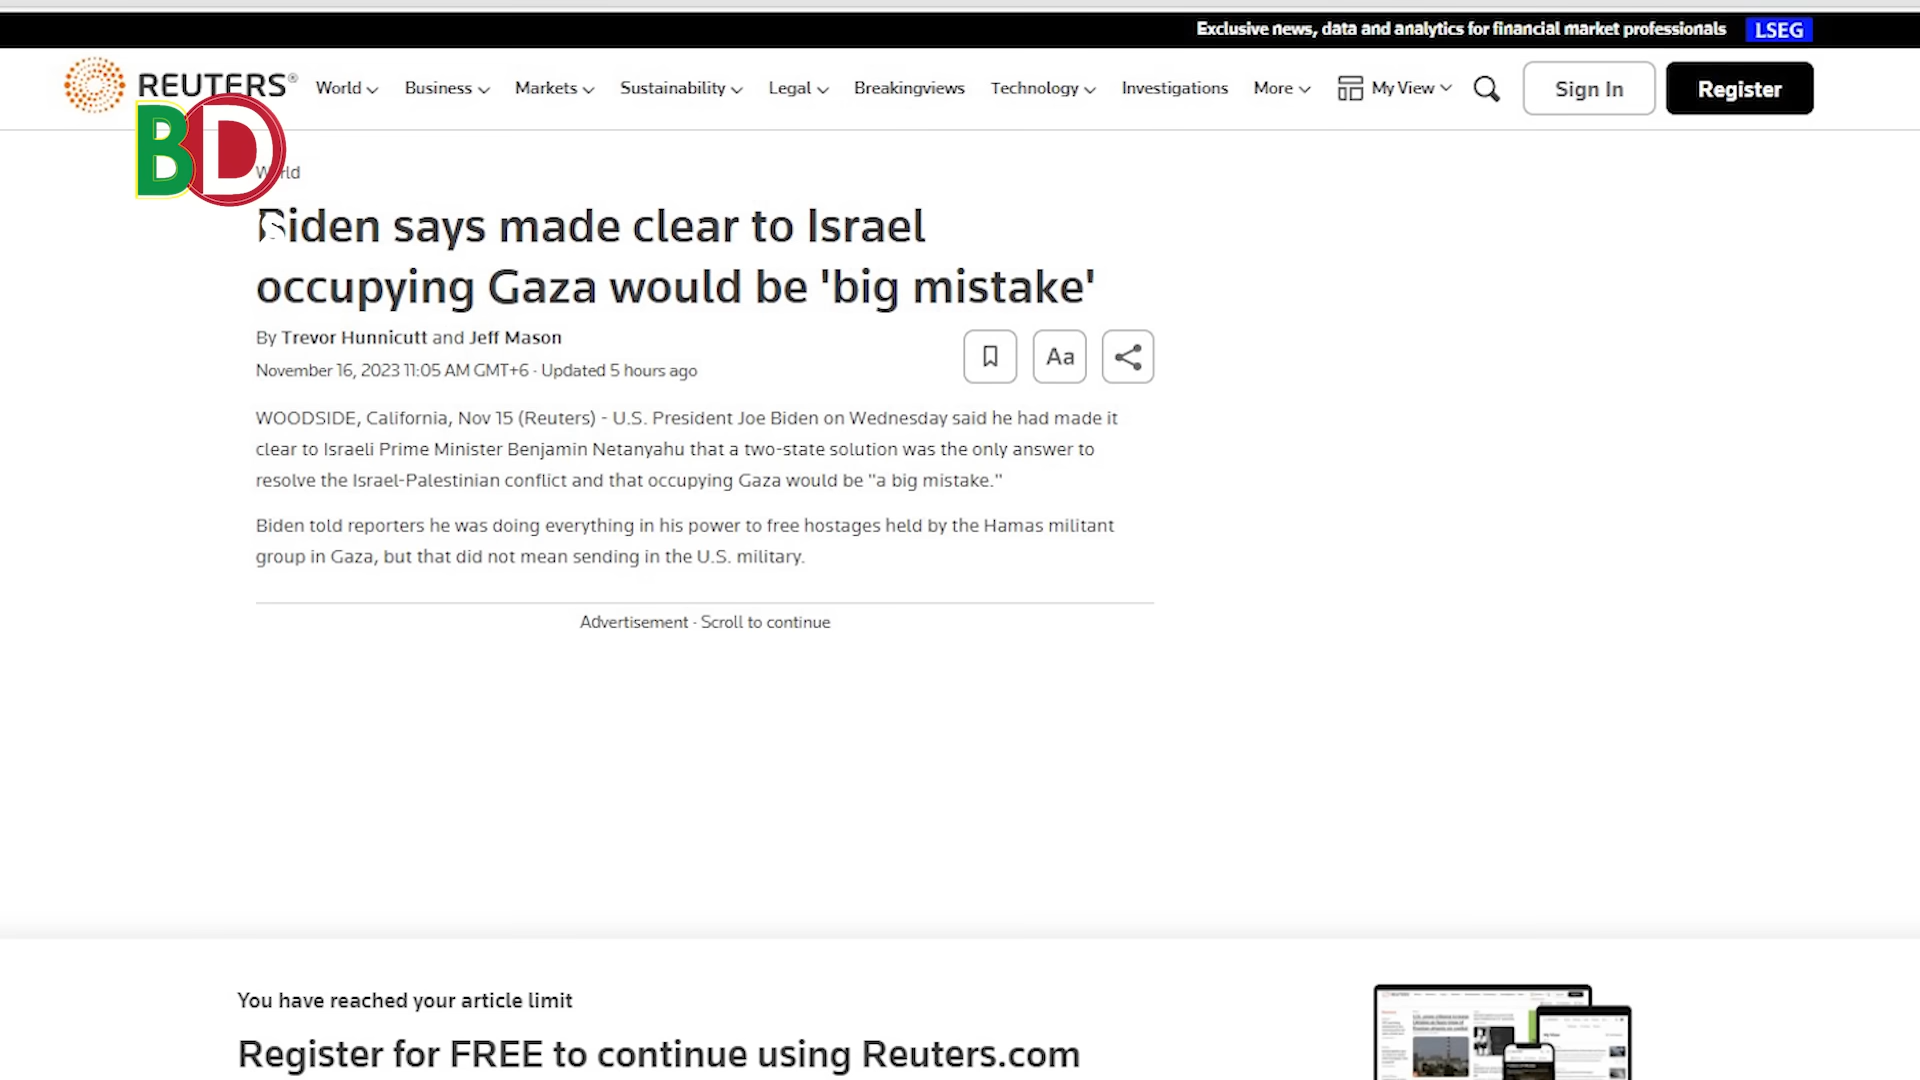 Exclusive news, data and analytics for financial market professionals LSEG
REUTERS® World Business Markets Sustainability Legal Breakingviews Technology Investigations More My View Sign In Register
BD
World
Biden says made clear to Israel
occupying Gaza would be 'big mistake'
By Trevor Hunnicutt and Jeff Mason
November 16, 2023 11:05 AM GMT+6 · Updated 5 hours ago
Aa
WOODSIDE, California, Nov 15 (Reuters) - U.S. President Joe Biden on Wednesday said he had made it
clear to Israeli Prime Minister Benjamin Netanyahu that a two-state solution was the only answer to
resolve the Israel-Palestinian conflict and that occupying Gaza would be "a big mistake."
Biden told reporters he was doing everything in his power to free hostages held by the Hamas militant
group in Gaza, but that did not mean sending in the U.S. military.
Advertisement · Scroll to continue
You have reached your article limit
Register for FREE to continue using Reuters.com